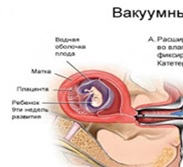 Вакуумны
Водная
оболочка
плода
А. Расшир
во влаг
фиксир
Катетер
Матка
Плацента
Ребенок
9ти недель
развития